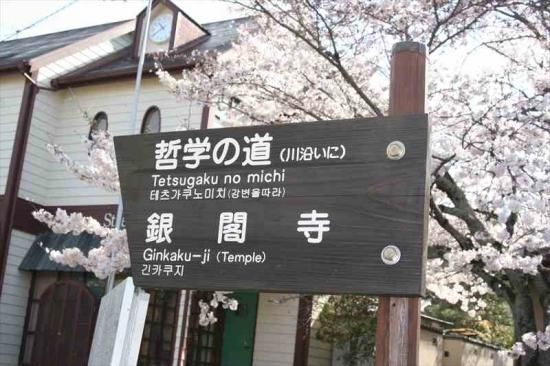 哲学の道(川沿いに)
Tetsugaku no michi
테츠가쿠노미치(강변을따라)
銀閣寺
Ginkaku-ji (Temple)
긴카쿠지